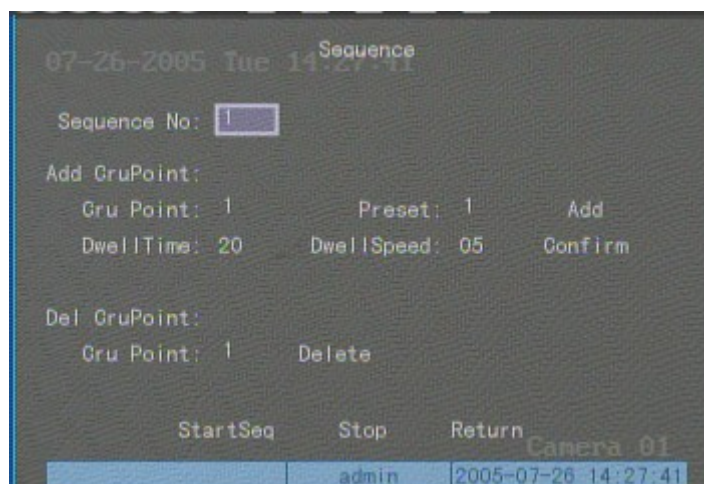 Sequence
07-26-2005 Tue 14:27:41
Sequence No: 1
Add CruPoint:
Cru Point: 1 Preset: 1 Add
DwellTime: 20 DwellSpeed: 05 Confirm
Del CruPoint:
Cru Point: 1 Delete
StartSeq Stop Return
Camera 01
admin 2005-07-26 14:27:41